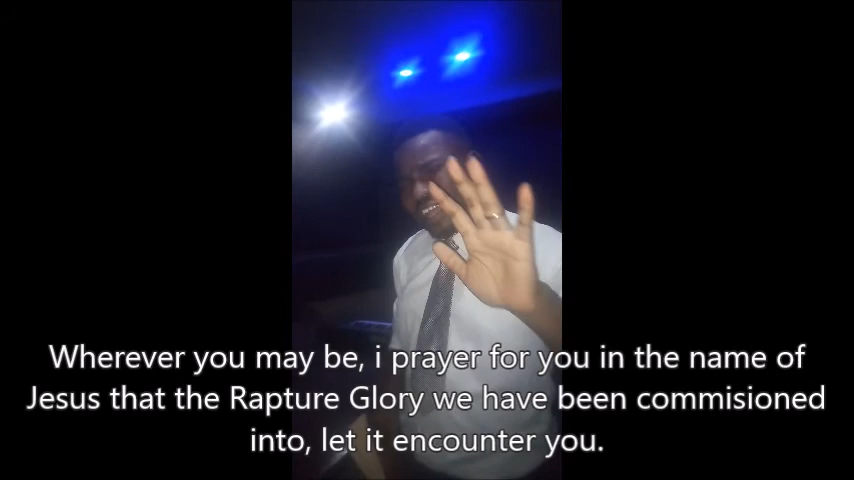 Wherever you may be, i prayer for you in the name of
Jesus that the Rapture Glory we have been commisioned
into, let it encounter you.